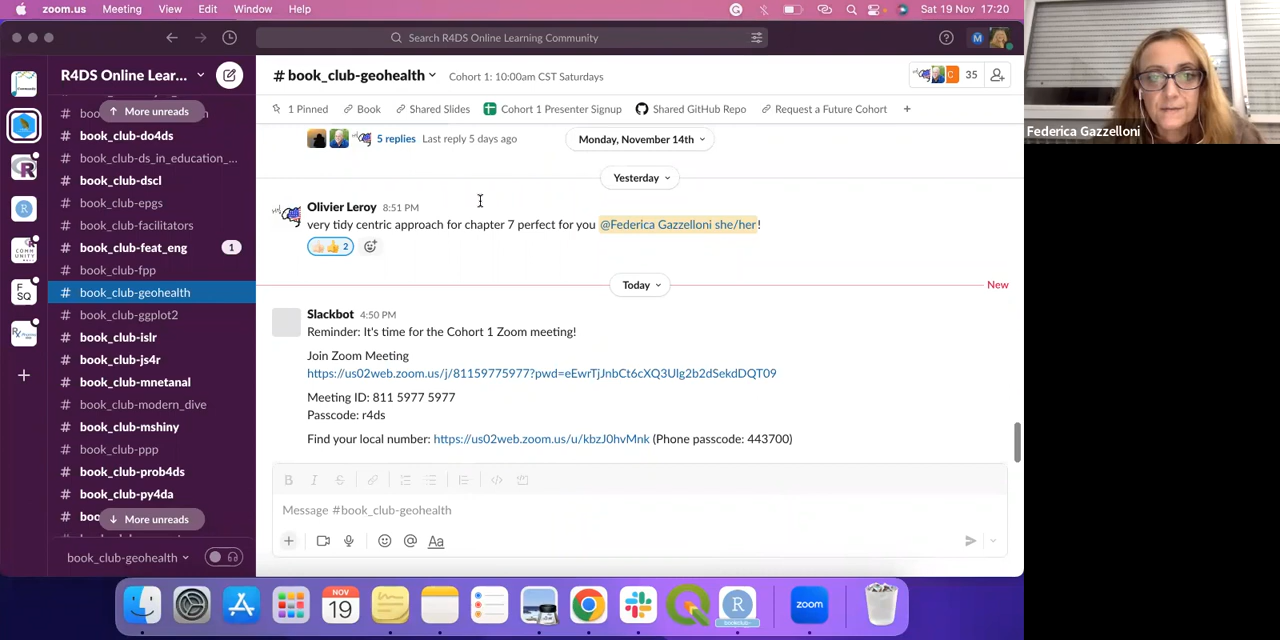 zoom.us Meeting View Edit Window Help
Sat 19 Nov 17:20
Search R4DS Online Learning Community
R4DS Online Lear...
More unreads
# book_club-do4ds
# book_club-ds_in_education_...
# book_club-dscl
# book_club-epgs
# book_club-facilitators
# book_club-feat_eng 1
# book_club-fpp
# book_club-geohealth
# book_club-ggplot2
# book_club-islr
# book_club-js4r
# book_club-mnetanal
# book_club-modern_dive
# book_club-mshiny
# book_club-ppp
# book_club-prob4ds
# book_club-py4da
More unreads
book_club-geohealth
# book_club-geohealth Cohort 1: 10:00am CST Saturdays
35
1 Pinned Book Shared Slides Cohort 1 Presenter Signup Shared GitHub Repo Request a Future Cohort +
5 replies Last reply 5 days ago
Monday, November 14th
Yesterday
Olivier Leroy 8:51 PM
very tidy centric approach for chapter 7 perfect for you @Federica Gazzelloni she/her!
2
Today
New
Slackbot 4:50 PM
Reminder: It's time for the Cohort 1 Zoom meeting!
Join Zoom Meeting
https://us02web.zoom.us/j/81159775977?pwd=eEwrTjJnbCt6cXQ3Ulg2b2dSekdDQT09
Meeting ID: 811 5977 5977
Passcode: r4ds
Find your local number: https://us02web.zoom.us/u/kbzJ0hvMnk (Phone passcode: 443700)
Message #book_club-geohealth
Aa
NOV
19
zoom
Federica Gazzelloni